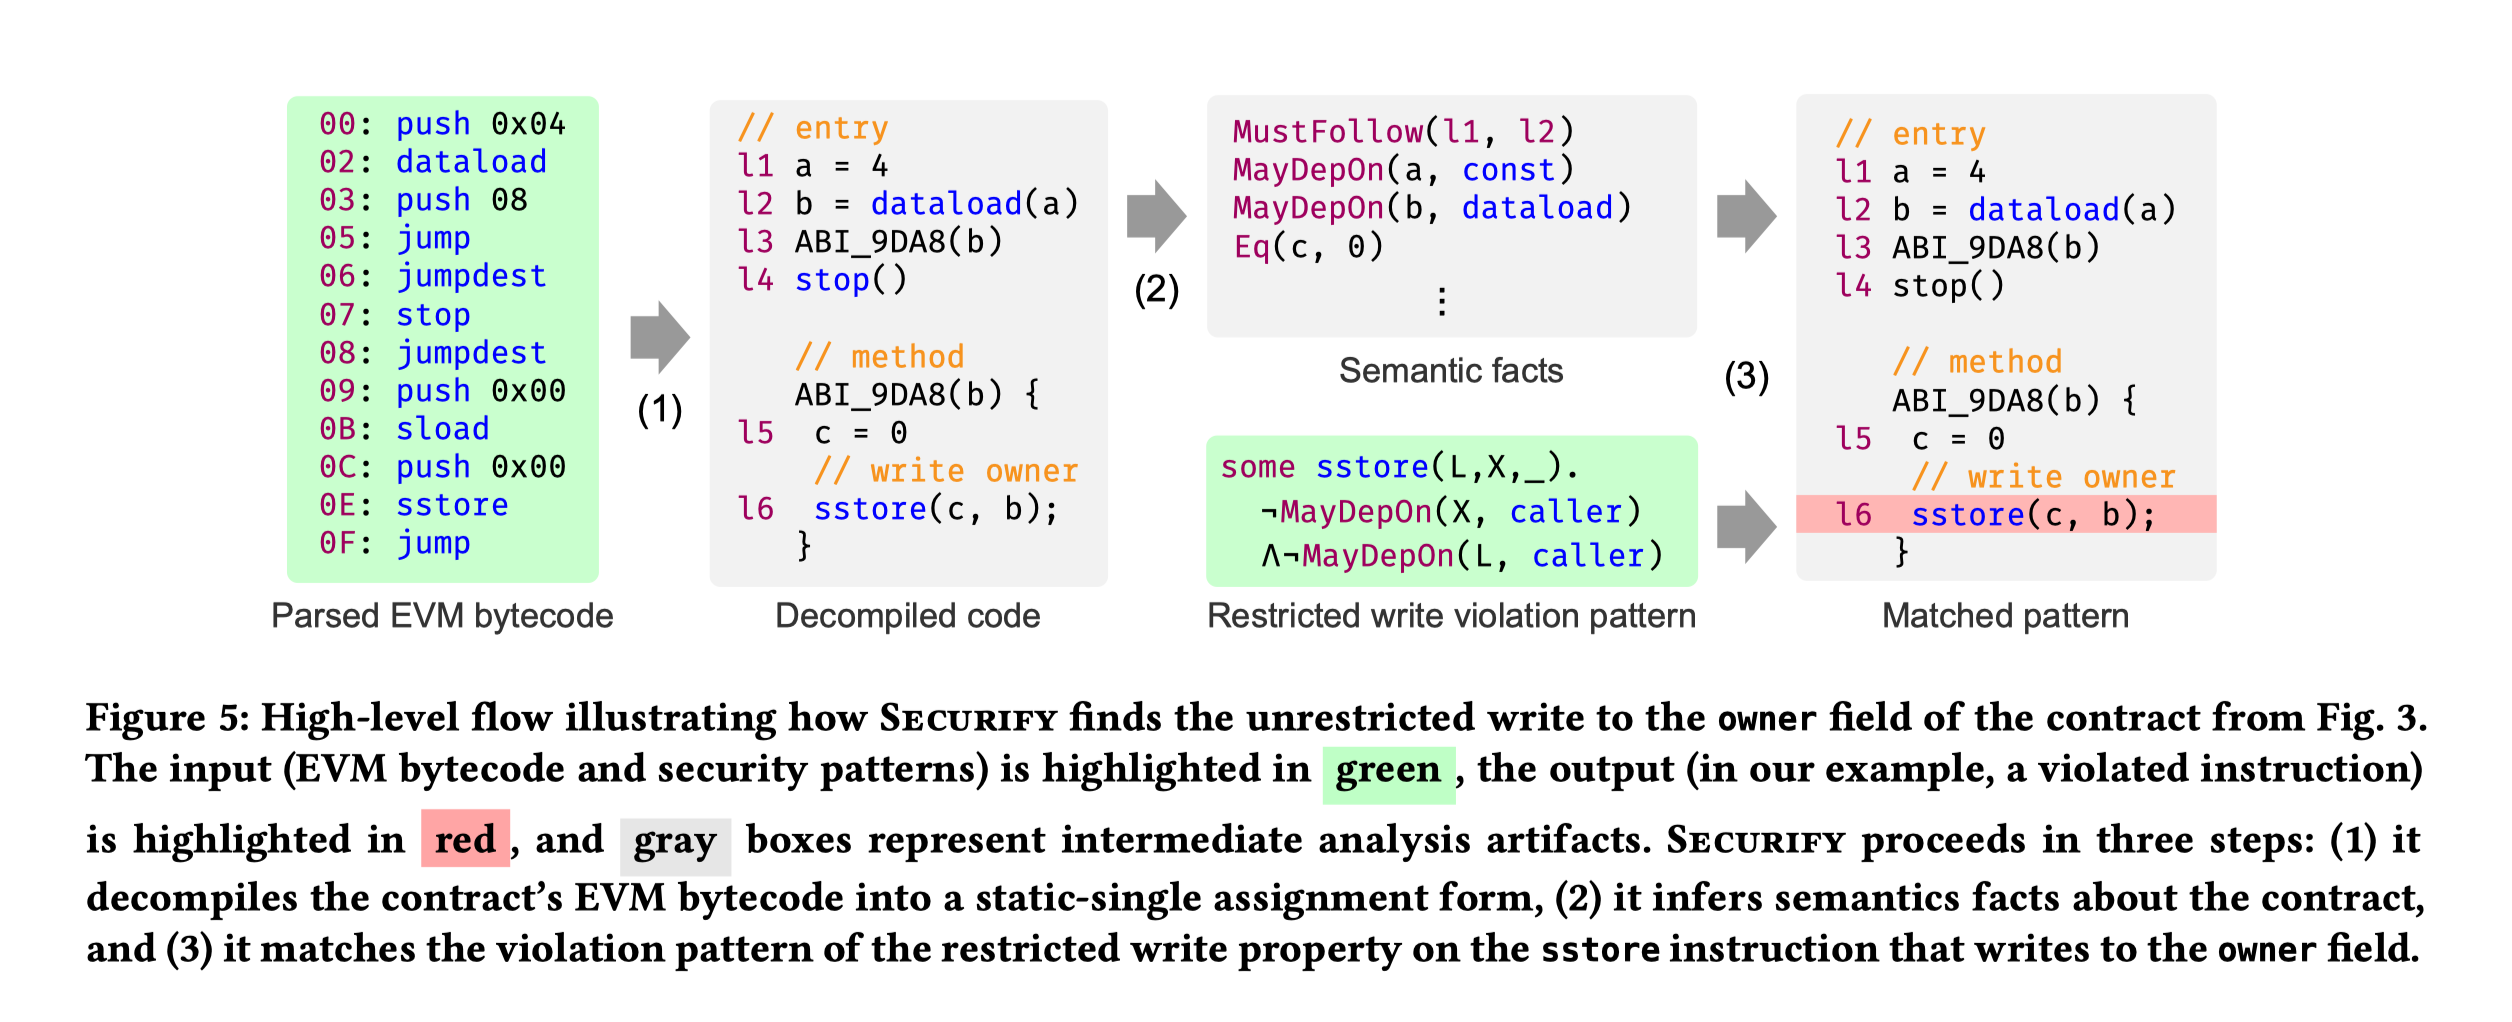 00: push 0x04
02: dataload
03: push 08
05: jump
06: jumpdest
07: stop
08: jumpdest
09: push 0x00
0B: sload
0C: push 0x00
0E: sstore
0F: jump
Parsed EVM bytecode
(1)
// entry
l1 a = 4
l2 b = dataload(a)
l3 ABI_9DA8(b)
l4 stop()
// method
ABI_9DA8(b) {
l5 c = 0
// write owner
l6 sstore(c, b);
}
Decompiled code
(2)
MustFollow(l1, l2)
MayDepOn(a, const)
MayDepOn(b, dataload)
Eq(c, 0)
⋮
Semantic facts
some sstore(L,X,_).
¬MayDepOn(X, caller)
∧¬MayDepOn(L, caller)
Restricted write violation pattern
(3)
// entry
l1 a = 4
l2 b = dataload(a)
l3 ABI_9DA8(b)
l4 stop()
// method
ABI_9DA8(b) {
l5 c = 0
// write owner
l6 sstore(c, b);
}
Matched pattern
Figure 5: High-level flow illustrating how SECURIFY finds the unrestricted write to the owner field of the contract from Fig. 3.
The input (EVM bytecode and security patterns) is highlighted in green, the output (in our example, a violated instruction)
is highlighted in red, and gray boxes represent intermediate analysis artifacts. SECURIFY proceeds in three steps: (1) it
decompiles the contract's EVM bytecode into a static-single assignment form, (2) it infers semantics facts about the contract,
and (3) it matches the violation pattern of the restricted write property on the sstore instruction that writes to the owner field.